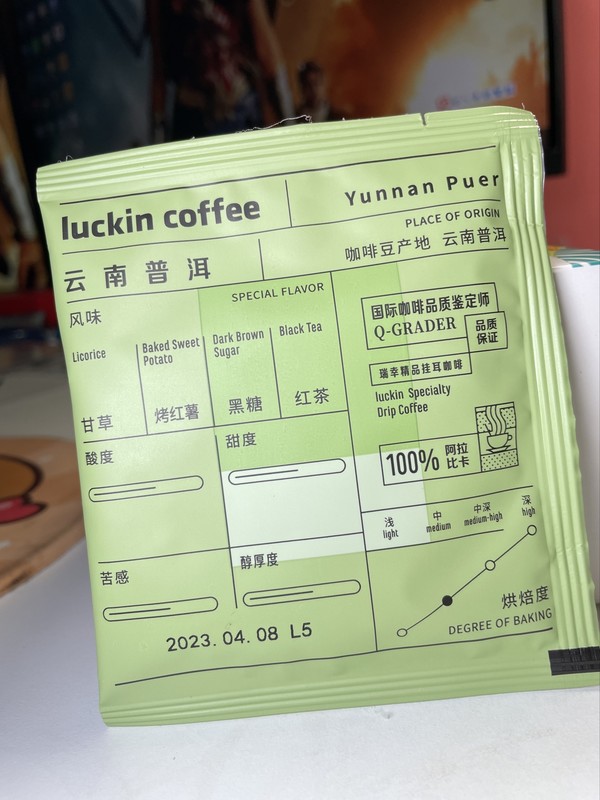 luckin coffee
Yunnan Puer
PLACE OF ORIGIN
云南普洱
咖啡豆产地 云南普洱
风味
SPECIAL FLAVOR
Licorice
甘草
Baked Sweet
Potato
烤红薯
Dark Brown
Sugar
黑糖
Black Tea
红茶
国际咖啡品质鉴定师
Q-GRADER
品质
保证
瑞幸精品挂耳咖啡
luckin Specialty
Drip Coffee
100%
阿拉
比卡
酸度
甜度
苦感
醇厚度
浅
light
中
medium
中深
medium-high
深
high
烘焙度
DEGREE OF BAKING
2023.04.08 L5